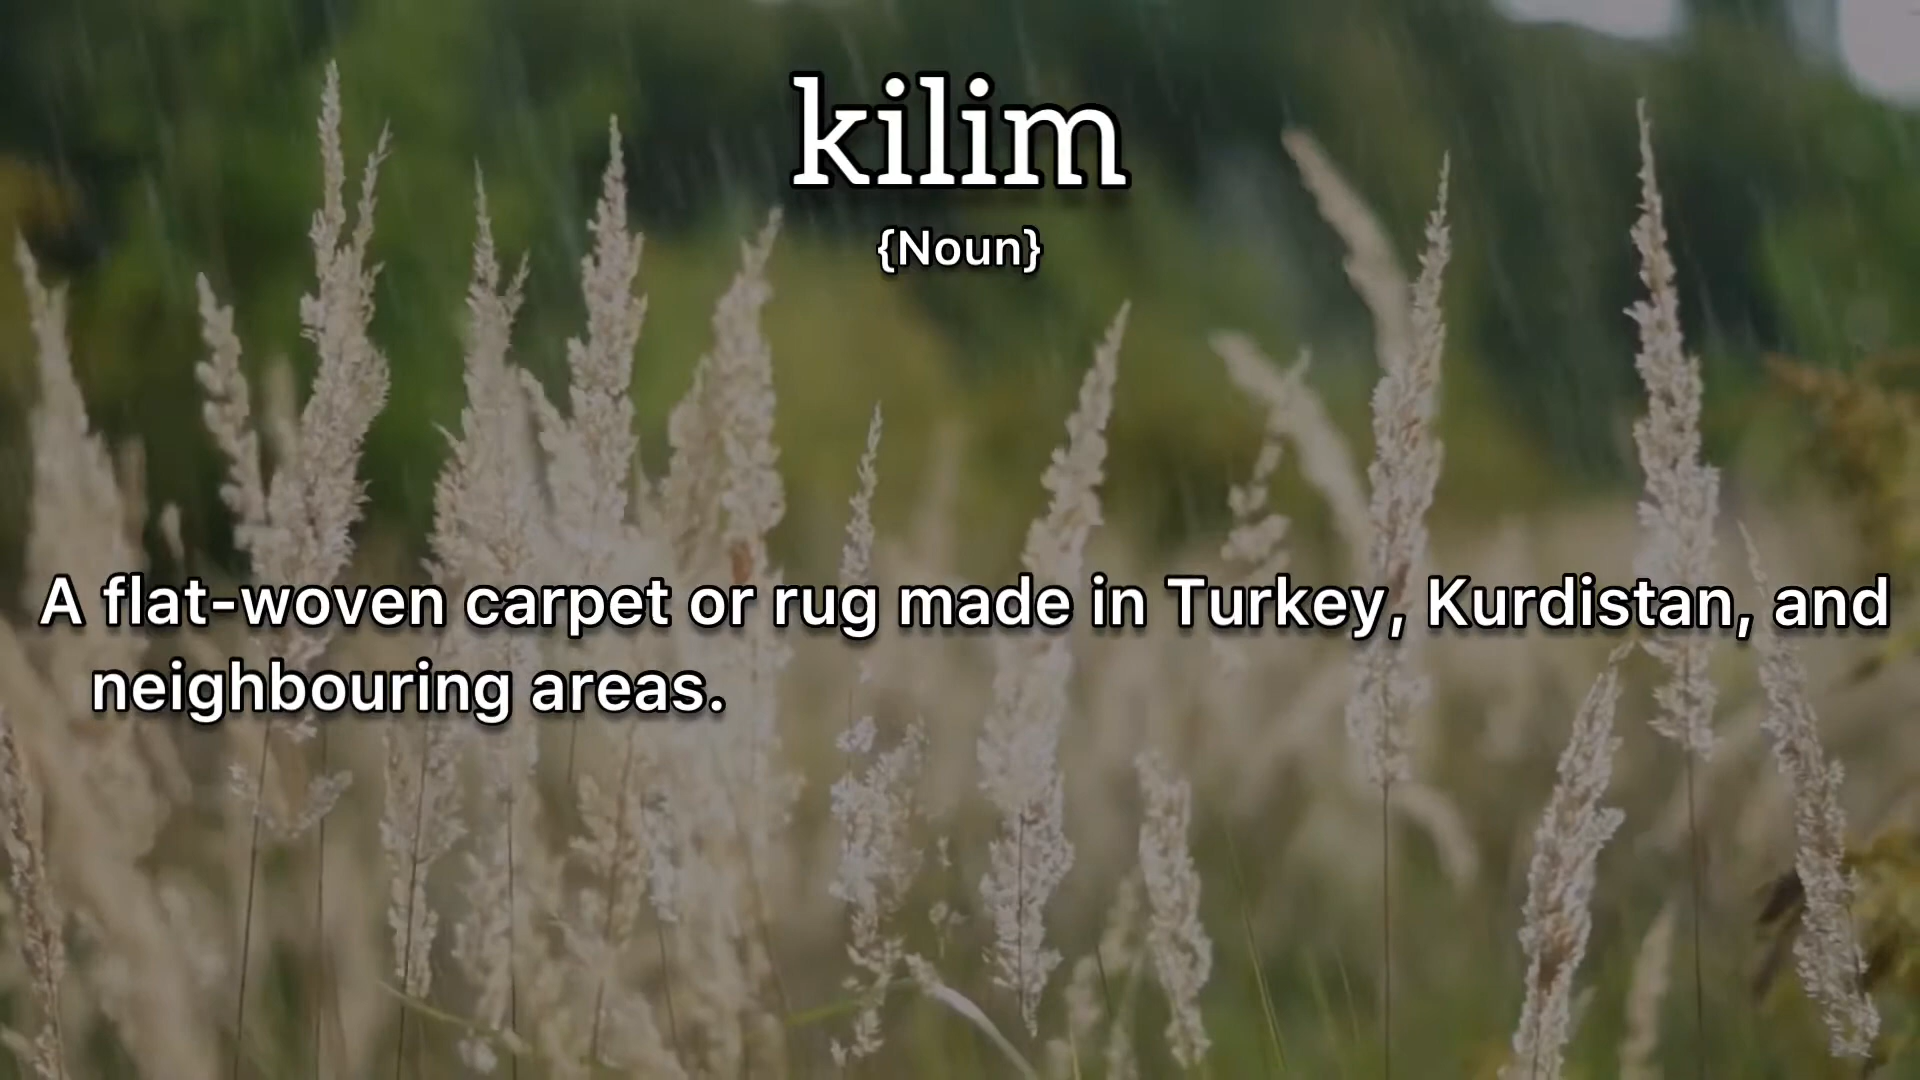 kilim
{Noun}
A flat-woven carpet or rug made in Turkey, Kurdistan, and
neighbouring areas.